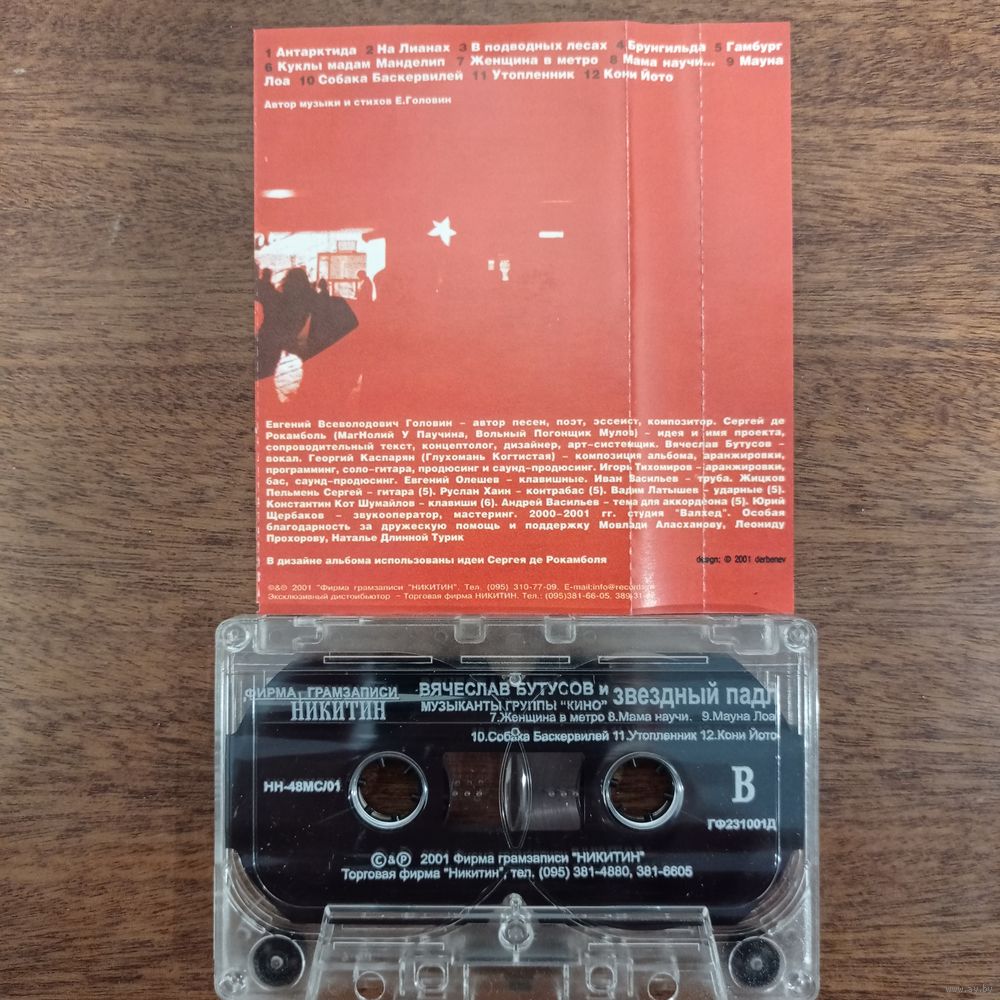 1 Антарктида 2 На Лианах 3 В подводных лесах 4 Брунгильда 5 Гамбург
6 Куклы мадам Манделип 7 Женщина в метро 8 Мама научи... 9 Мауна
Лоа 10 Собака Баскервилей 11 Утопленник 12 Кони Йото
Автор музыки и стихов Е.Головин
Евгений Всеволодович Головин – автор песен, поэт, эссеист, композитор. Сергей де
Рокамболь (МагНолий У Паучина, Вольный Погонщик Мулов) – идея и имя проекта,
сопроводительный текст, концептолог, дизайнер, арт-системщик. Вячеслав Бутусов –
вокал. Георгий Каспарян (Глухомань Когтистая) – композиция альбома, аранжировки,
программинг, соло-гитара, продюсинг и саунд-продюсинг. Игорь Тихомиров – аранжировки,
бас, саунд-продюсинг. Евгений Олешев – клавишные. Иван Васильев – труба. Жицков
Пельмень Сергей – гитара (5). Руслан Хаин – контрабас (5). Вадим Латышев – ударные (5).
Константин Кот Шумайлов – клавиши (6). Андрей Васильев – тема для аккордеона (5). Юрий
Щербаков – звукооператор, мастеринг. 2000-2001 гг. студия "Валхед". Особая
благодарность за дружескую помощь и поддержку Мовлади Аласханову, Леониду
Прохорову, Наталье Длинной Турик
В дизайне альбома использованы идеи Сергея де Рокамболя
design: © 2001 derbenev
©&℗ 2001 "Фирма грамзаписи "НИКИТИН". Тел. (095) 310-77-09. E-mail:info@
Эксклюзивный дистоибьютор – Торговая фирма НИКИТИН. Тел.: (095)381-66-05,
ФИРМА ГРАМЗАПИСИ
НИКИТИН
ВЯЧЕСЛАВ БУТУСОВ и
МУЗЫКАНТЫ ГРУППЫ "КИНО"
ЗВЕЗДНЫЙ ПАДЛ
7.Женщина в метро 8.Мама научи. 9.Мауна Лоа
10.Собака Баскервилей 11.Утопленник 12.Кони Йото
НН-48МС/01
В
ГФ231001Д
©&℗ 2001 Фирма грамзаписи "НИКИТИН"
Торговая фирма "Никитин", тел. (095) 381-4880, 381-6605
www.ay.by